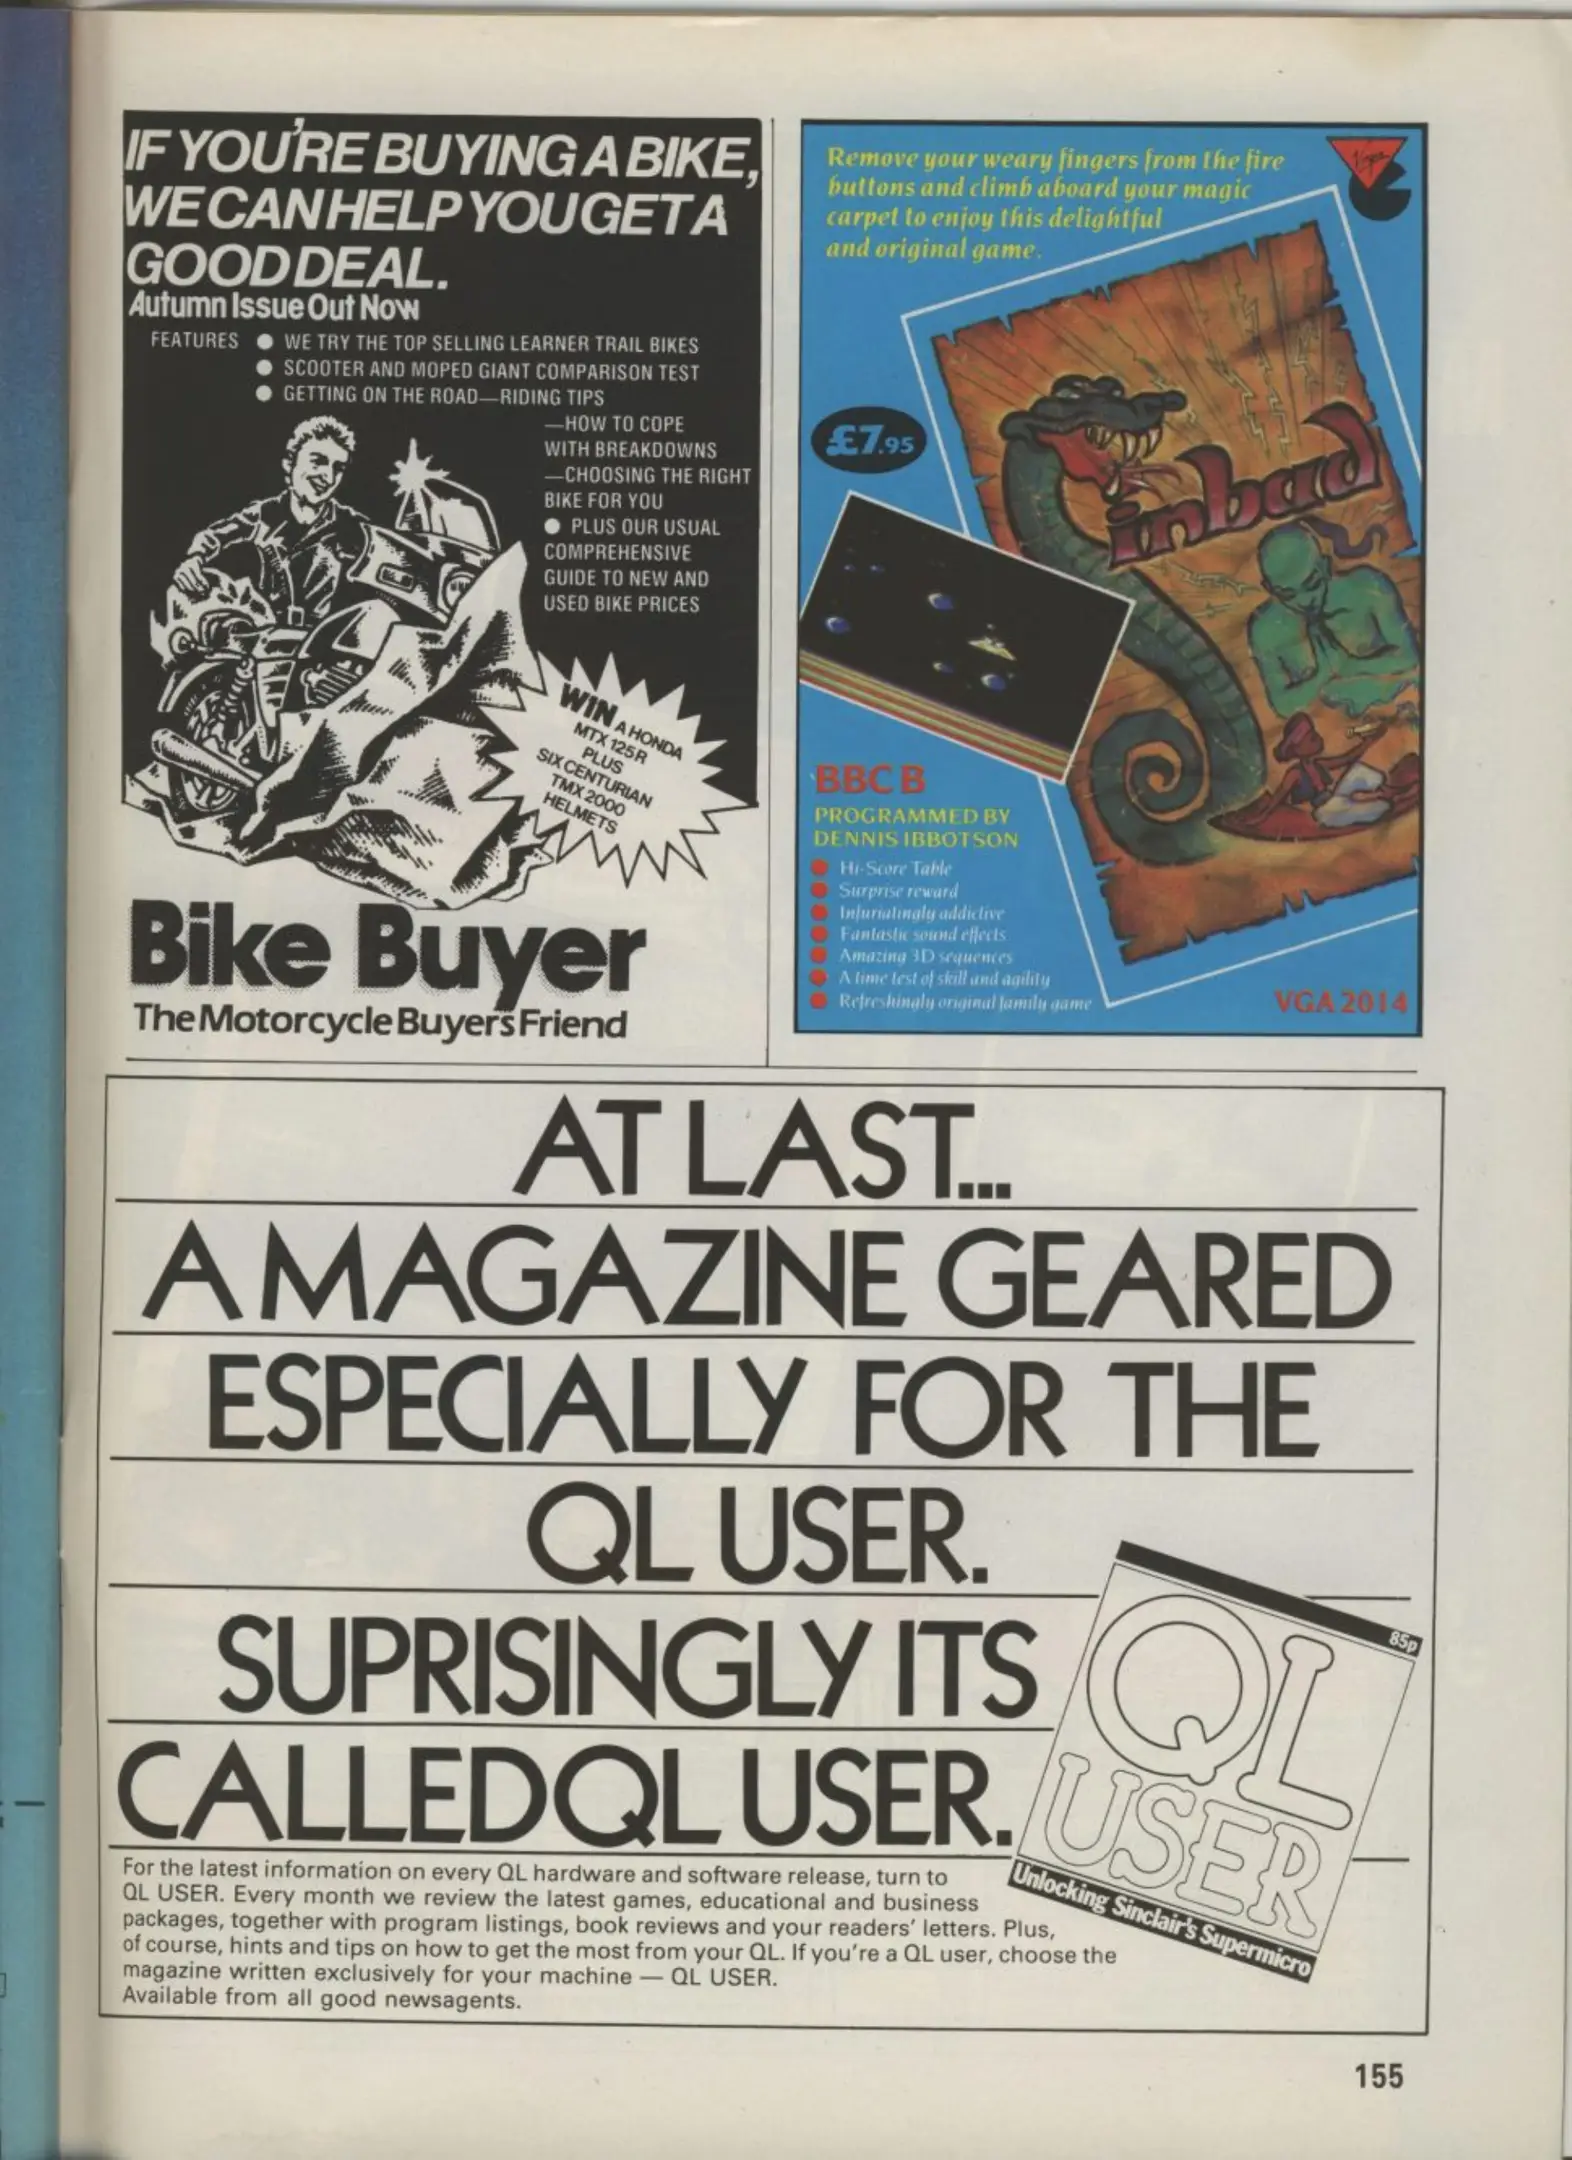 IF YOU'RE BUYING A BIKE,
WE CAN HELP YOU GET A
GOOD DEAL.
Autumn Issue Out Now
FEATURES ● WE TRY THE TOP SELLING LEARNER TRAIL BIKES
● SCOOTER AND MOPED GIANT COMPARISON TEST
● GETTING ON THE ROAD—RIDING TIPS
—HOW TO COPE
WITH BREAKDOWNS
—CHOOSING THE RIGHT
BIKE FOR YOU
● PLUS OUR USUAL
COMPREHENSIVE
GUIDE TO NEW AND
USED BIKE PRICES
WIN A HONDA
MTX 125R
PLUS
SIX CENTURIAN
TMX 2000
HELMETS
Bike Buyer
The Motorcycle Buyer's Friend
Remove your weary fingers from the fire
buttons and climb aboard your magic
carpet to enjoy this delightful
and original game.
Virgin
£7.95
Sinbad
BBC B
PROGRAMMED BY
DENNIS IBBOTSON
● Hi-Score Table
● Surprise reward
● Infuriatingly addictive
● Fantastic sound effects
● Amazing 3D sequences
● A time test of skill and agility
● Refreshingly original family game
VGA 2014
AT LAST...
A MAGAZINE GEARED
ESPECIALLY FOR THE
QL USER.
SUPRISINGLY ITS
CALLED QL USER.
85p
QL
USER
Unlocking Sinclair's Supermicro
For the latest information on every QL hardware and software release, turn to
QL USER. Every month we review the latest games, educational and business
packages, together with program listings, book reviews and your readers' letters. Plus,
of course, hints and tips on how to get the most from your QL. If you're a QL user, choose the
magazine written exclusively for your machine — QL USER.
Available from all good newsagents.
155